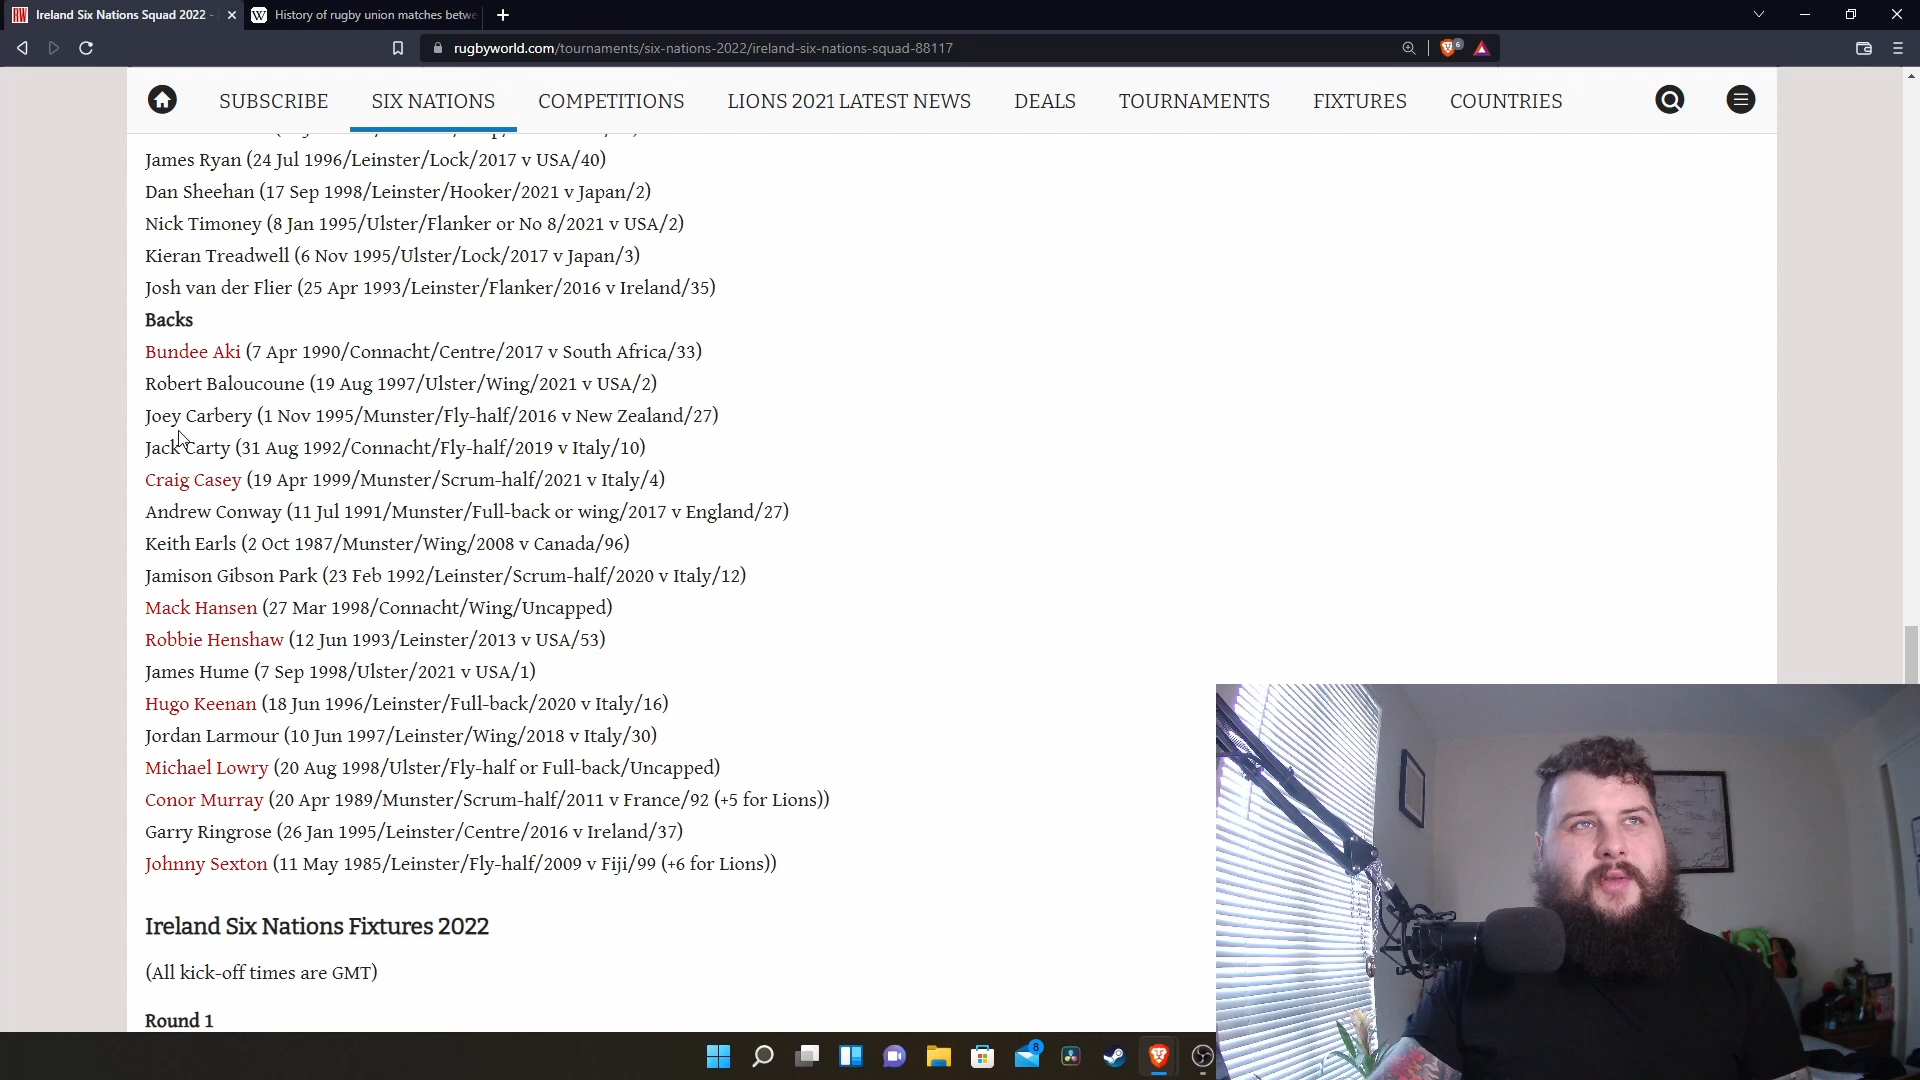 RW Ireland Six Nations Squad 2022 -
W History of rugby union matches betwe
rugbyworld.com/tournaments/six-nations-2022/ireland-six-nations-squad-88117
6
SUBSCRIBE SIX NATIONS COMPETITIONS LIONS 2021 LATEST NEWS DEALS TOURNAMENTS FIXTURES COUNTRIES
James Ryan (24 Jul 1996/Leinster/Lock/2017 v USA/40)
Dan Sheehan (17 Sep 1998/Leinster/Hooker/2021 v Japan/2)
Nick Timoney (8 Jan 1995/Ulster/Flanker or No 8/2021 v USA/2)
Kieran Treadwell (6 Nov 1995/Ulster/Lock/2017 v Japan/3)
Josh van der Flier (25 Apr 1993/Leinster/Flanker/2016 v Ireland/35)
Backs
Bundee Aki (7 Apr 1990/Connacht/Centre/2017 v South Africa/33)
Robert Baloucoune (19 Aug 1997/Ulster/Wing/2021 v USA/2)
Joey Carbery (1 Nov 1995/Munster/Fly-half/2016 v New Zealand/27)
Jack Carty (31 Aug 1992/Connacht/Fly-half/2019 v Italy/10)
Craig Casey (19 Apr 1999/Munster/Scrum-half/2021 v Italy/4)
Andrew Conway (11 Jul 1991/Munster/Full-back or wing/2017 v England/27)
Keith Earls (2 Oct 1987/Munster/Wing/2008 v Canada/96)
Jamison Gibson Park (23 Feb 1992/Leinster/Scrum-half/2020 v Italy/12)
Mack Hansen (27 Mar 1998/Connacht/Wing/Uncapped)
Robbie Henshaw (12 Jun 1993/Leinster/2013 v USA/53)
James Hume (7 Sep 1998/Ulster/2021 v USA/1)
Hugo Keenan (18 Jun 1996/Leinster/Full-back/2020 v Italy/16)
Jordan Larmour (10 Jun 1997/Leinster/Wing/2018 v Italy/30)
Michael Lowry (20 Aug 1998/Ulster/Fly-half or Full-back/Uncapped)
Conor Murray (20 Apr 1989/Munster/Scrum-half/2011 v France/92 (+5 for Lions))
Garry Ringrose (26 Jan 1995/Leinster/Centre/2016 v Ireland/37)
Johnny Sexton (11 May 1985/Leinster/Fly-half/2009 v Fiji/99 (+6 for Lions))
Ireland Six Nations Fixtures 2022
(All kick-off times are GMT)
Round 1
8